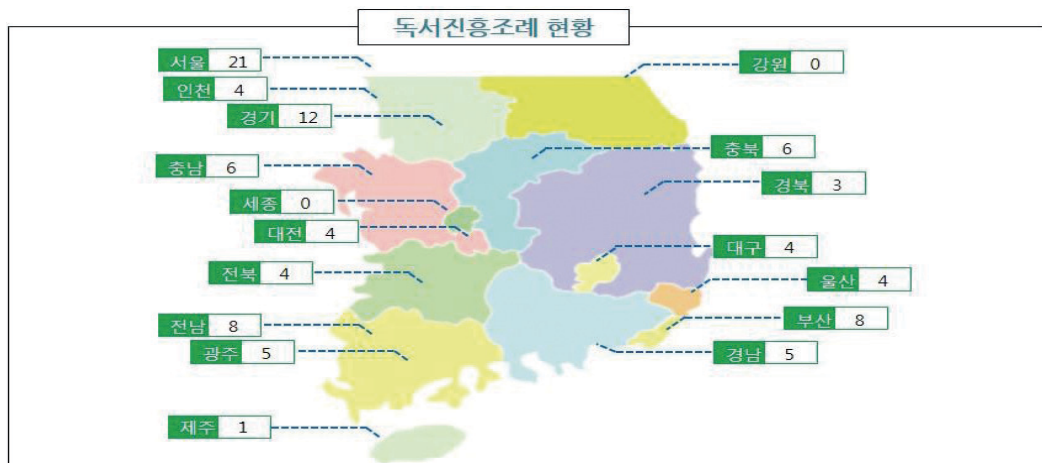 독서진흥조례 현황
서울 21
강원 0
인천 4
경기 12
충북 6
충남 6
경북 3
세종 0
대전 4
대구 4
전북 4
울산 4
전남 8
부산 8
광주 5
경남 5
제주 1